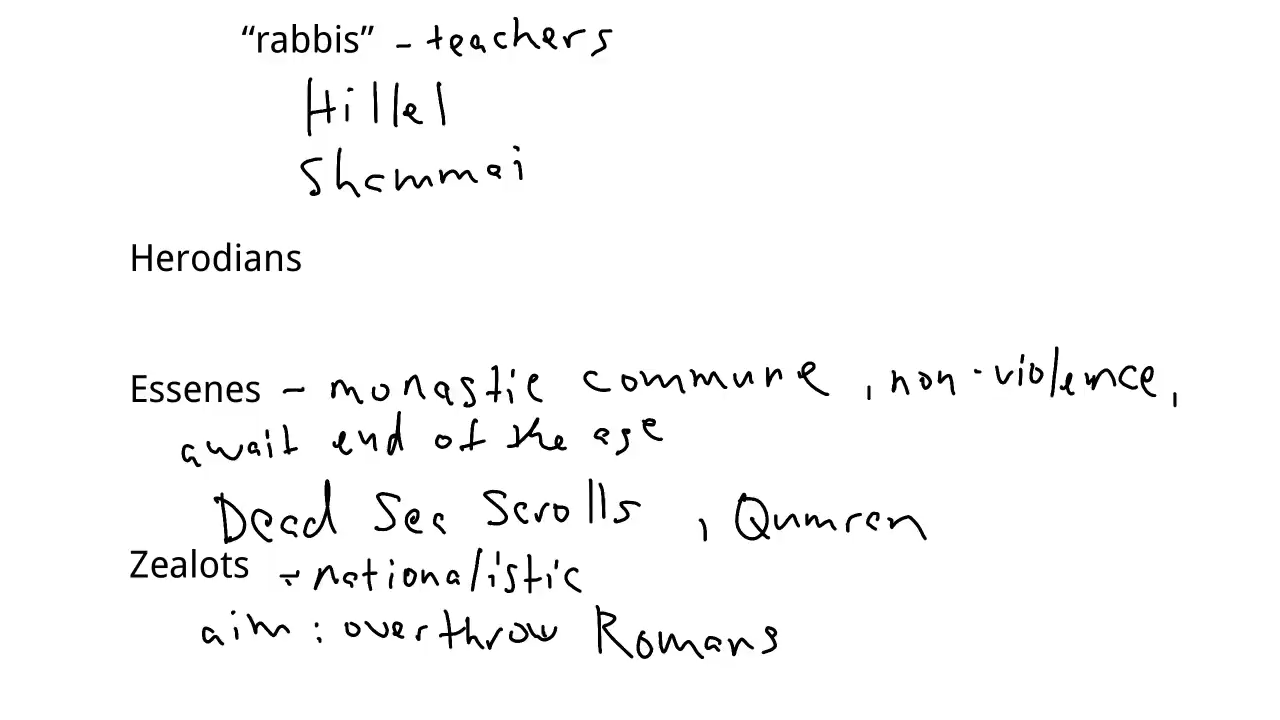 “rabbis” – teachers
Hillel
Shammai
Herodians
Essenes – monastic commune, non-violence,
await end of the age
Dead Sea Scrolls, Qumran
Zealots – nationalistic
aim: overthrow Romans